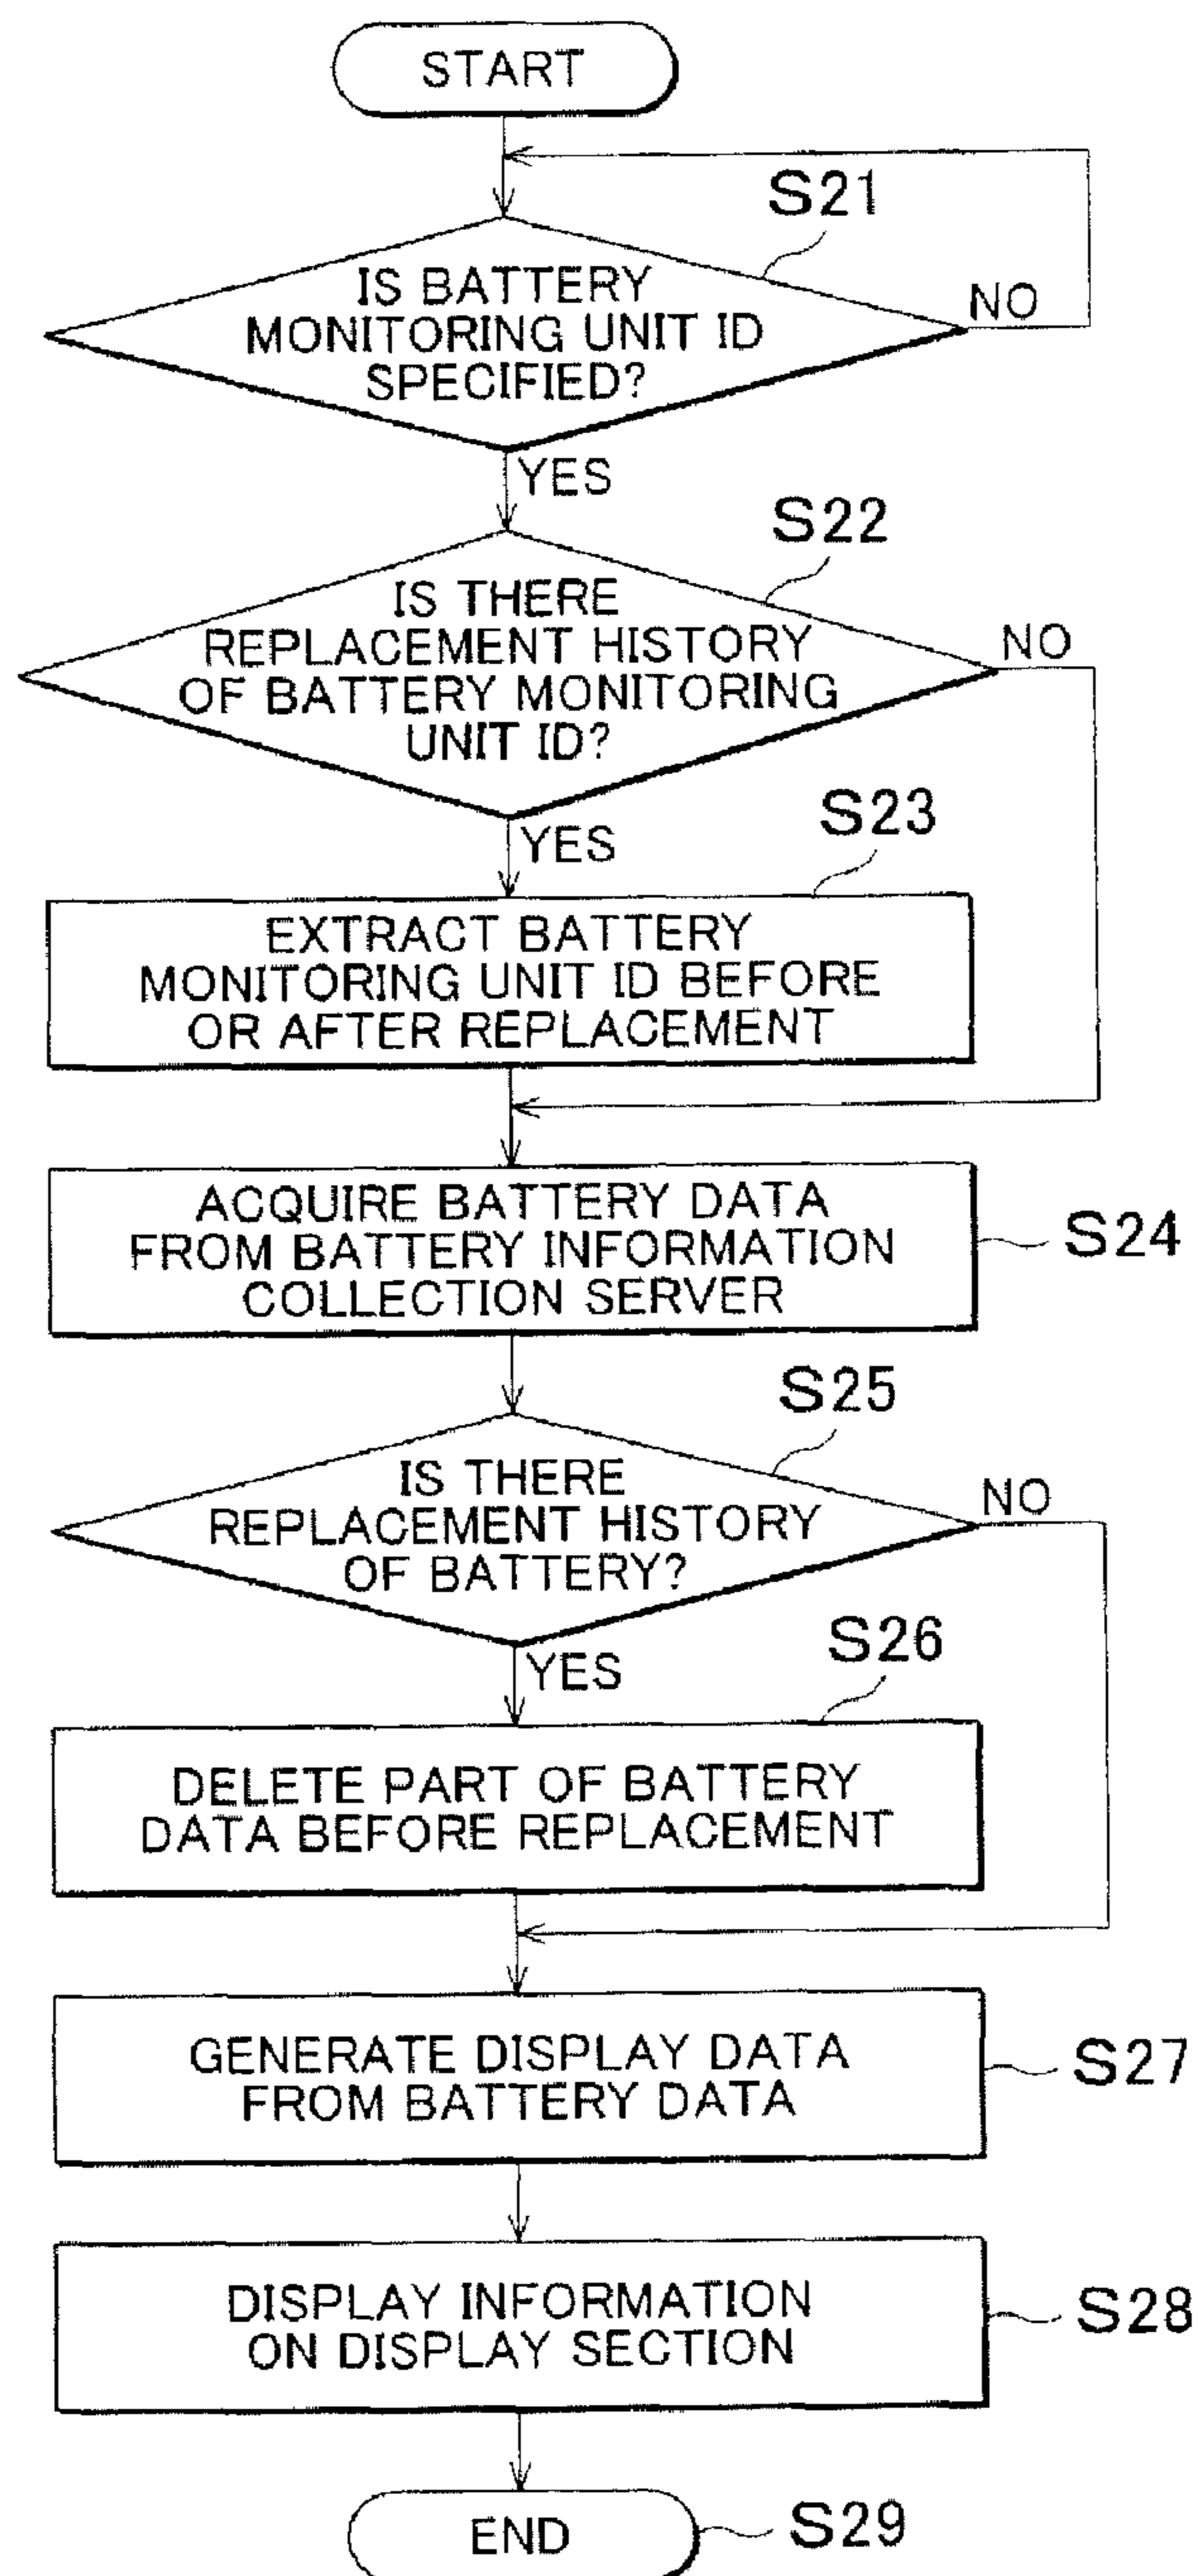 START
S21
IS BATTERY
MONITORING UNIT ID
SPECIFIED?
NO
YES
S22
IS THERE
REPLACEMENT HISTORY
OF BATTERY MONITORING
UNIT ID?
NO
YES
S23
EXTRACT BATTERY
MONITORING UNIT ID BEFORE
OR AFTER REPLACEMENT
ACQUIRE BATTERY DATA
FROM BATTERY INFORMATION
COLLECTION SERVER
S24
S25
IS THERE
REPLACEMENT HISTORY
OF BATTERY?
NO
YES
S26
DELETE PART OF BATTERY
DATA BEFORE REPLACEMENT
GENERATE DISPLAY DATA
FROM BATTERY DATA
S27
DISPLAY INFORMATION
ON DISPLAY SECTION
S28
END
S29